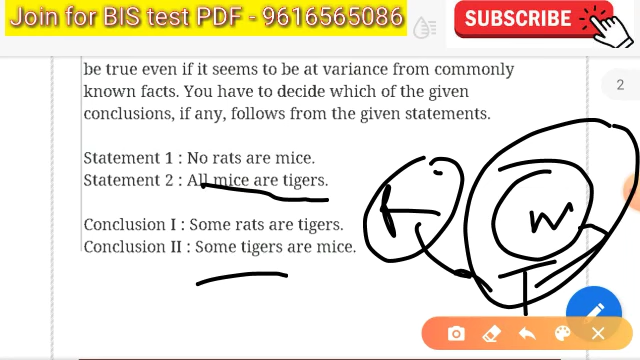 Join for BIS test PDF - 9616565086
SUBSCRIBE
2
be true even if it seems to be at variance from commonly
known facts. You have to decide which of the given
conclusions, if any, follows from the given statements.
Statement 1 : No rats are mice.
Statement 2 : All mice are tigers.
Conclusion I : Some rats are tigers.
Conclusion II : Some tigers are mice.
T